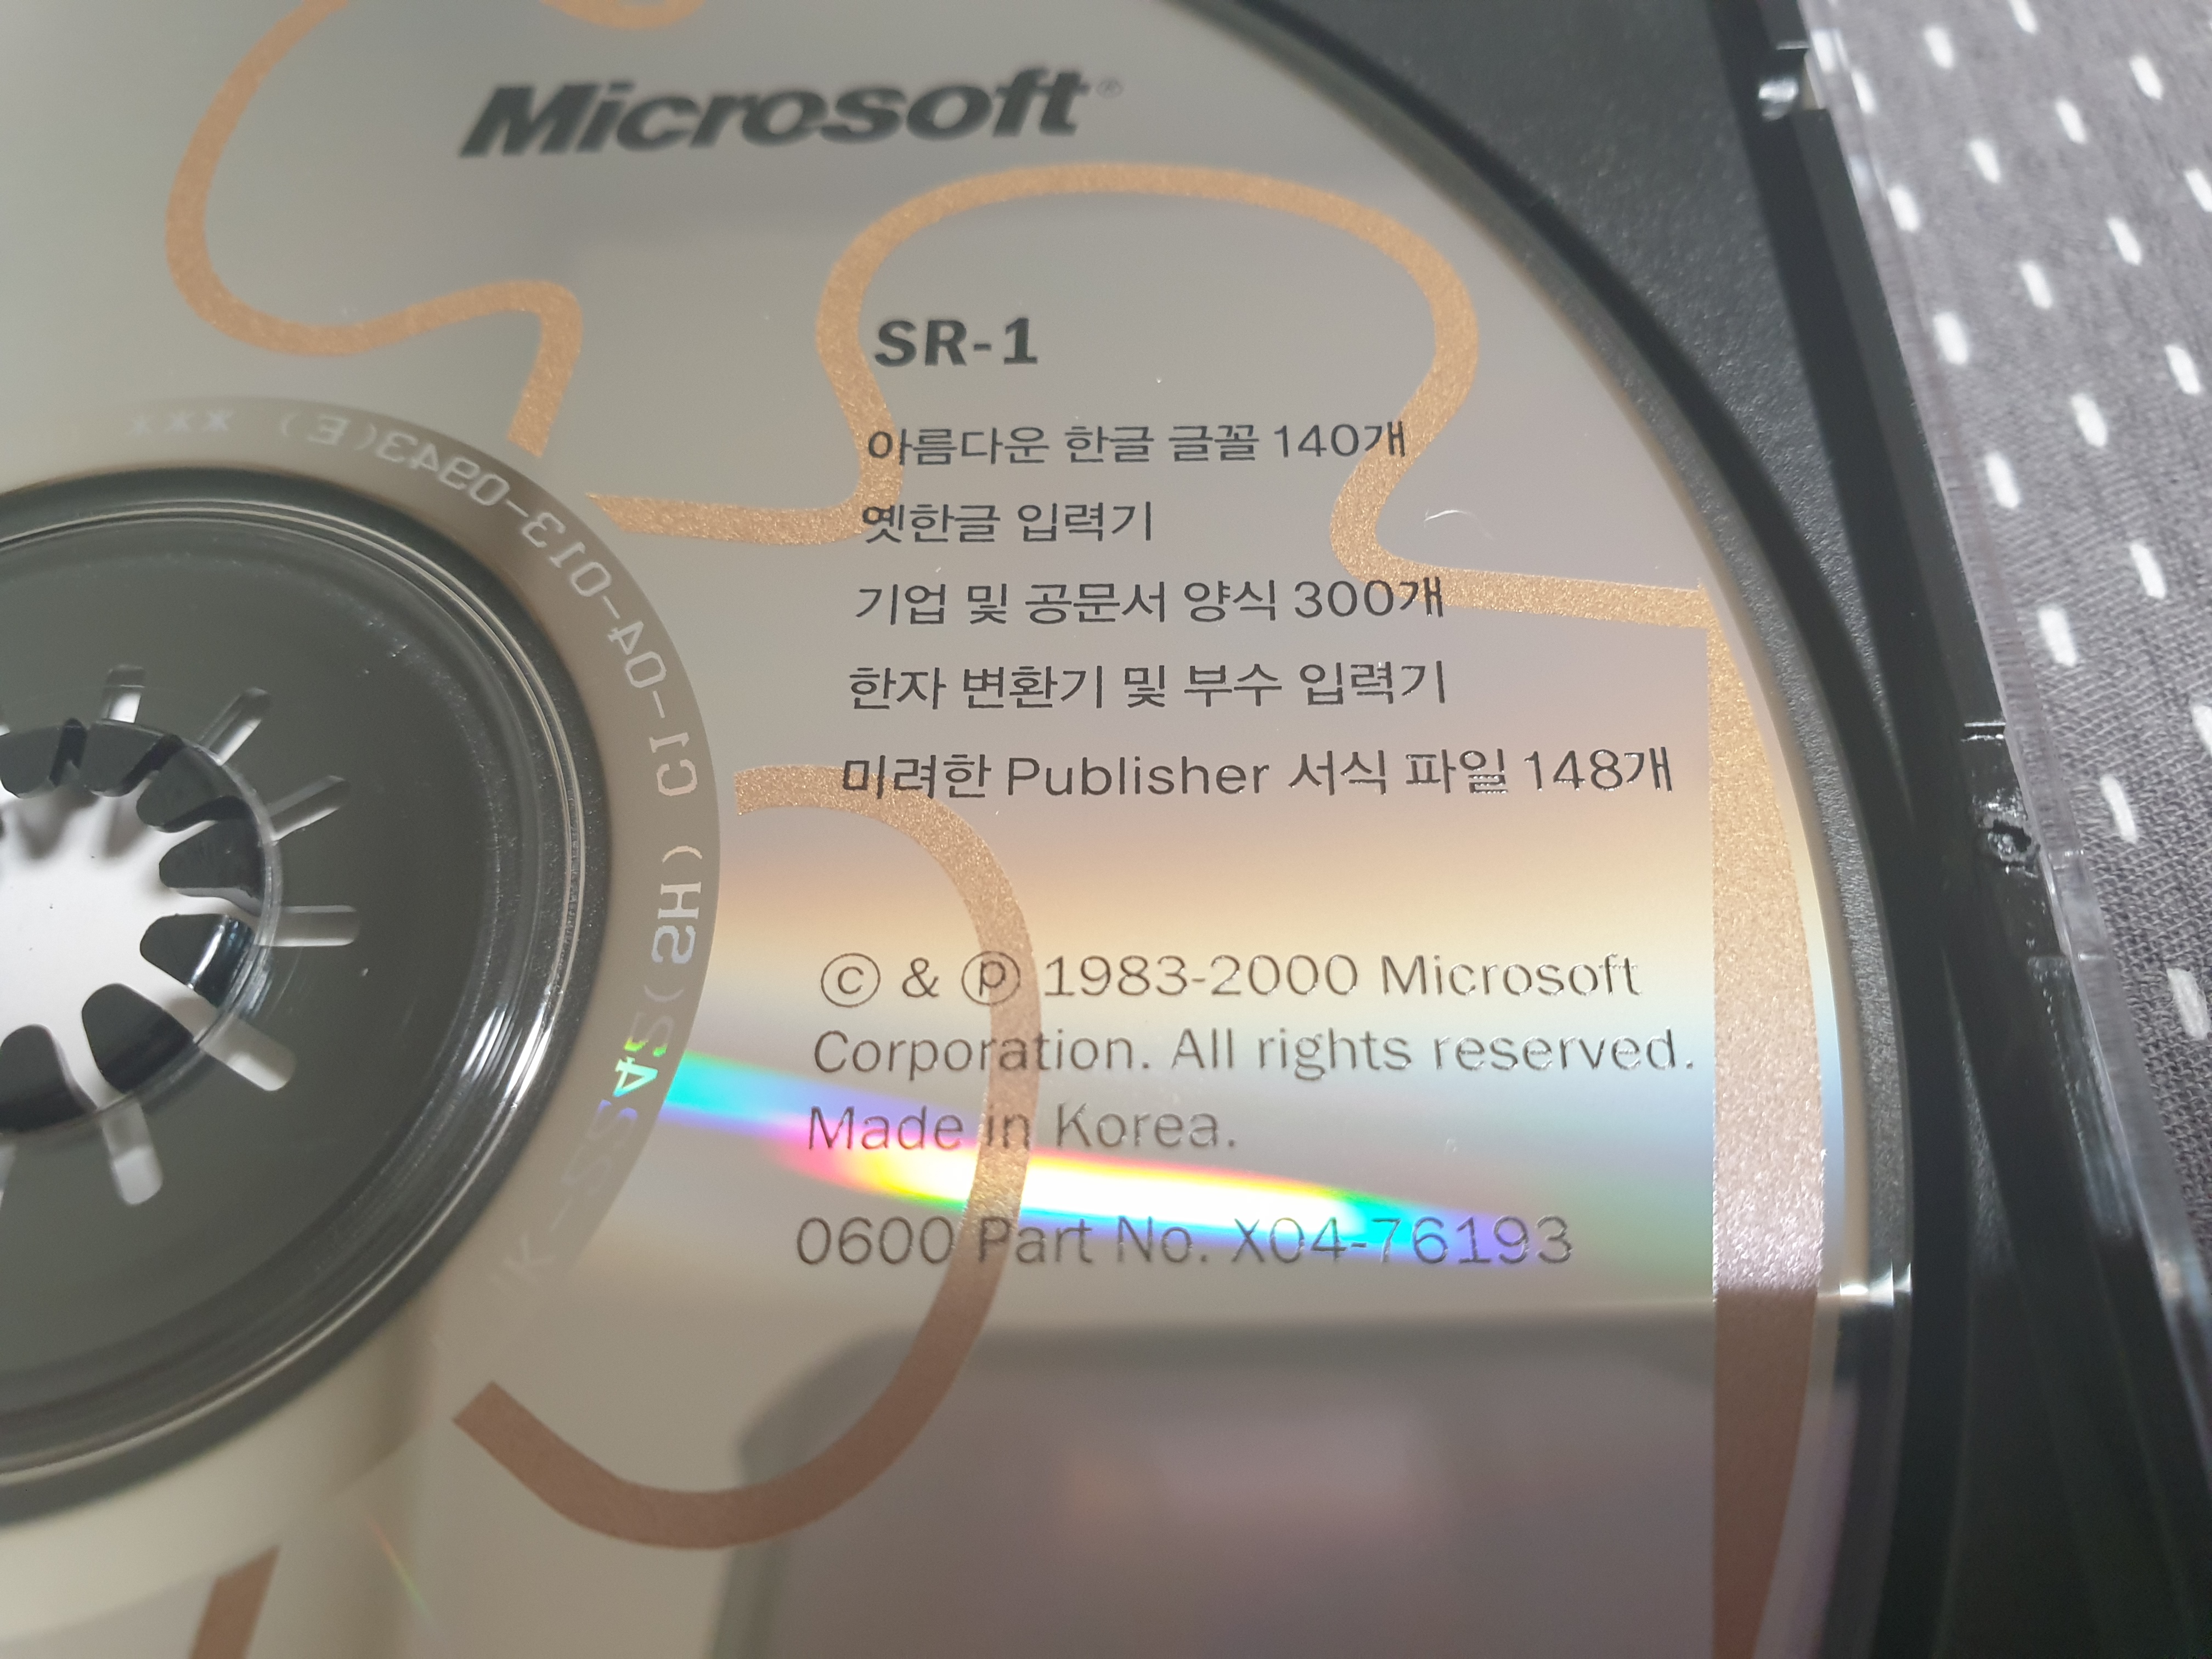 Microsoft®
SR-1
아름다운 한글 글꼴 140개
옛한글 입력기
기업 및 공문서 양식 300개
한자 변환기 및 부수 입력기
미려한 Publisher 서식 파일 148개
© & ℗ 1983-2000 Microsoft
Corporation. All rights reserved.
Made in Korea.
0600 Part No. X04-76193